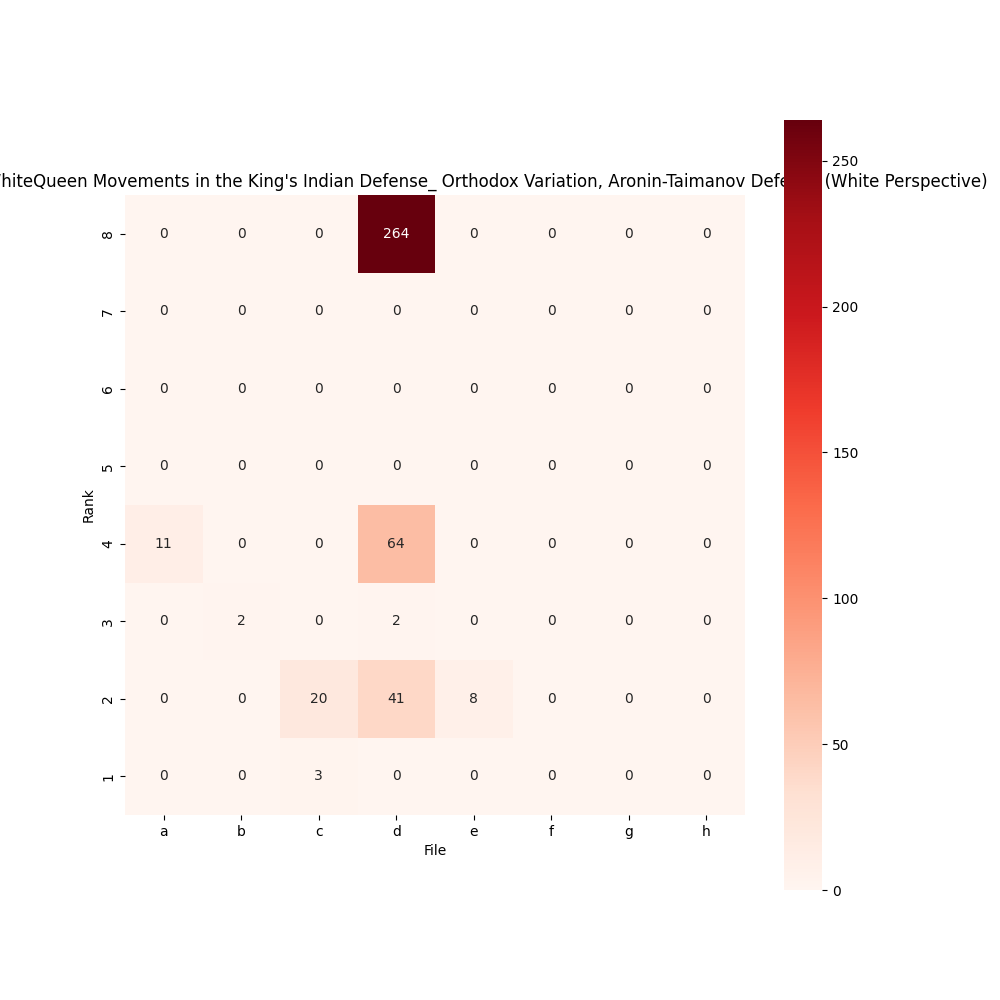 hiteQueen Movements in the King's Indian Defense_ Orthodox Variation, Aronin-Taimanov Defe (White Perspective)
250
8 0 0 0 264 0 0 0 0
7 0 0 0 0 0 0 0 0
200
6 0 0 0 0 0 0 0 0
150
5 0 0 0 0 0 0 0 0
Rank
4 11 0 0 64 0 0 0 0
100
3 0 2 0 2 0 0 0 0
2 0 0 20 41 8 0 0 0
50
1 0 0 3 0 0 0 0 0
a b c d e f g h
File
0